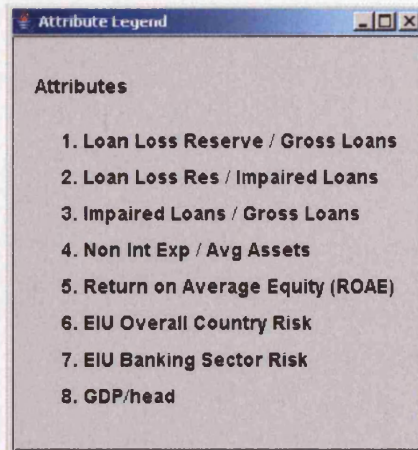 Attribute Legend
Attributes
1. Loan Loss Reserve / Gross Loans
2. Loan Loss Res / Impaired Loans
3. Impaired Loans / Gross Loans
4. Non Int Exp / Avg Assets
5. Return on Average Equity (ROAE)
6. EIU Overall Country Risk
7. EIU Banking Sector Risk
8. GDP/head